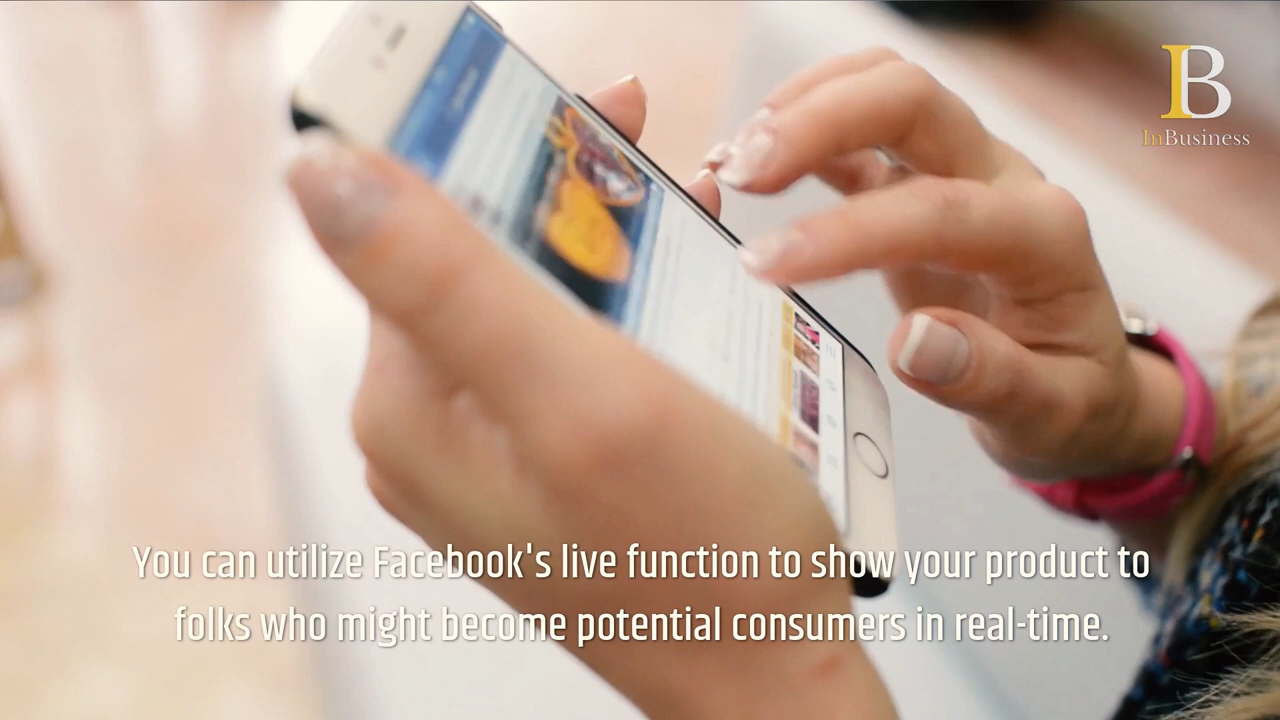 IB
InBusiness
You can utilize Facebook's live function to show your product to
folks who might become potential consumers in real-time.